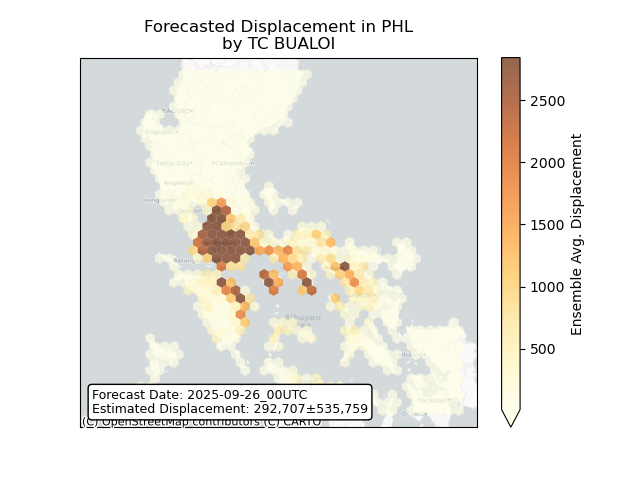 Forecasted Displacement in PHL
by TC BUALOI
2500
2000
1500
1000
500
Ensemble Avg. Displacement
Sibuyan
Forecast Date: 2025-09-26_00UTC
Estimated Displacement: 292,707±535,759
(C) OpenStreetMap contributors (C) CARTO